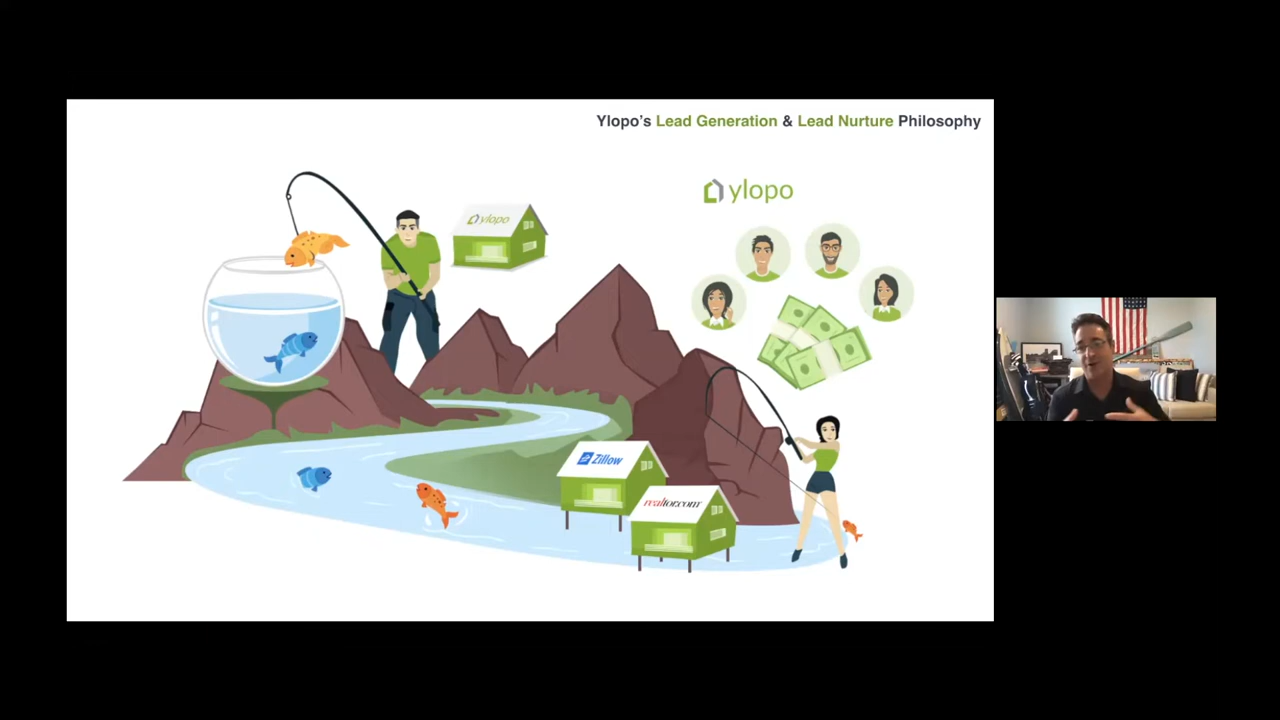 Ylopo's Lead Generation & Lead Nurture Philosophy
ylopo
ylopo
Zillow
realtor.com